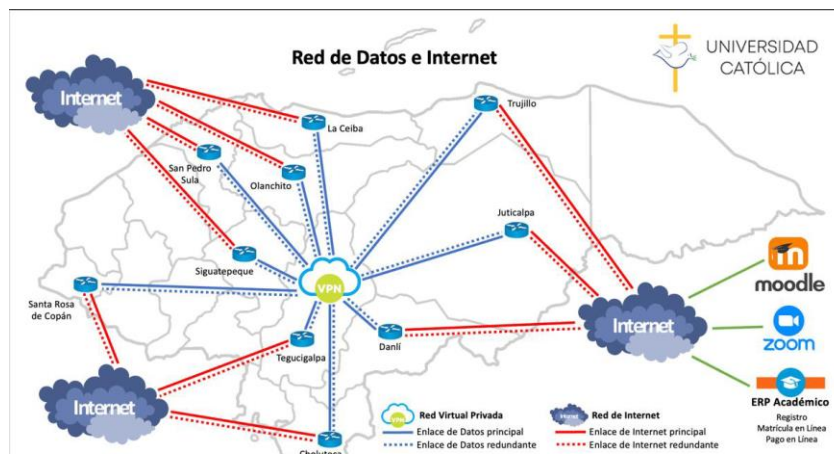 Red de Datos e Internet
UNIVERSIDAD
CATÓLICA
Internet
La Ceiba
Trujillo
San Pedro
Sula
Olanchito
Juticalpa
Siguatepeque
VPN
Santa Rosa
de Copán
Tegucigalpa
Danlí
Internet
moodle
zoom
ERP Académico
Registro
Matrícula en Línea
Pago en Línea
Internet
Choluteca
VPN
Red Virtual Privada
Enlace de Datos principal
Enlace de Datos redundante
Internet
Red de Internet
Enlace de Internet principal
Enlace de Internet redundante